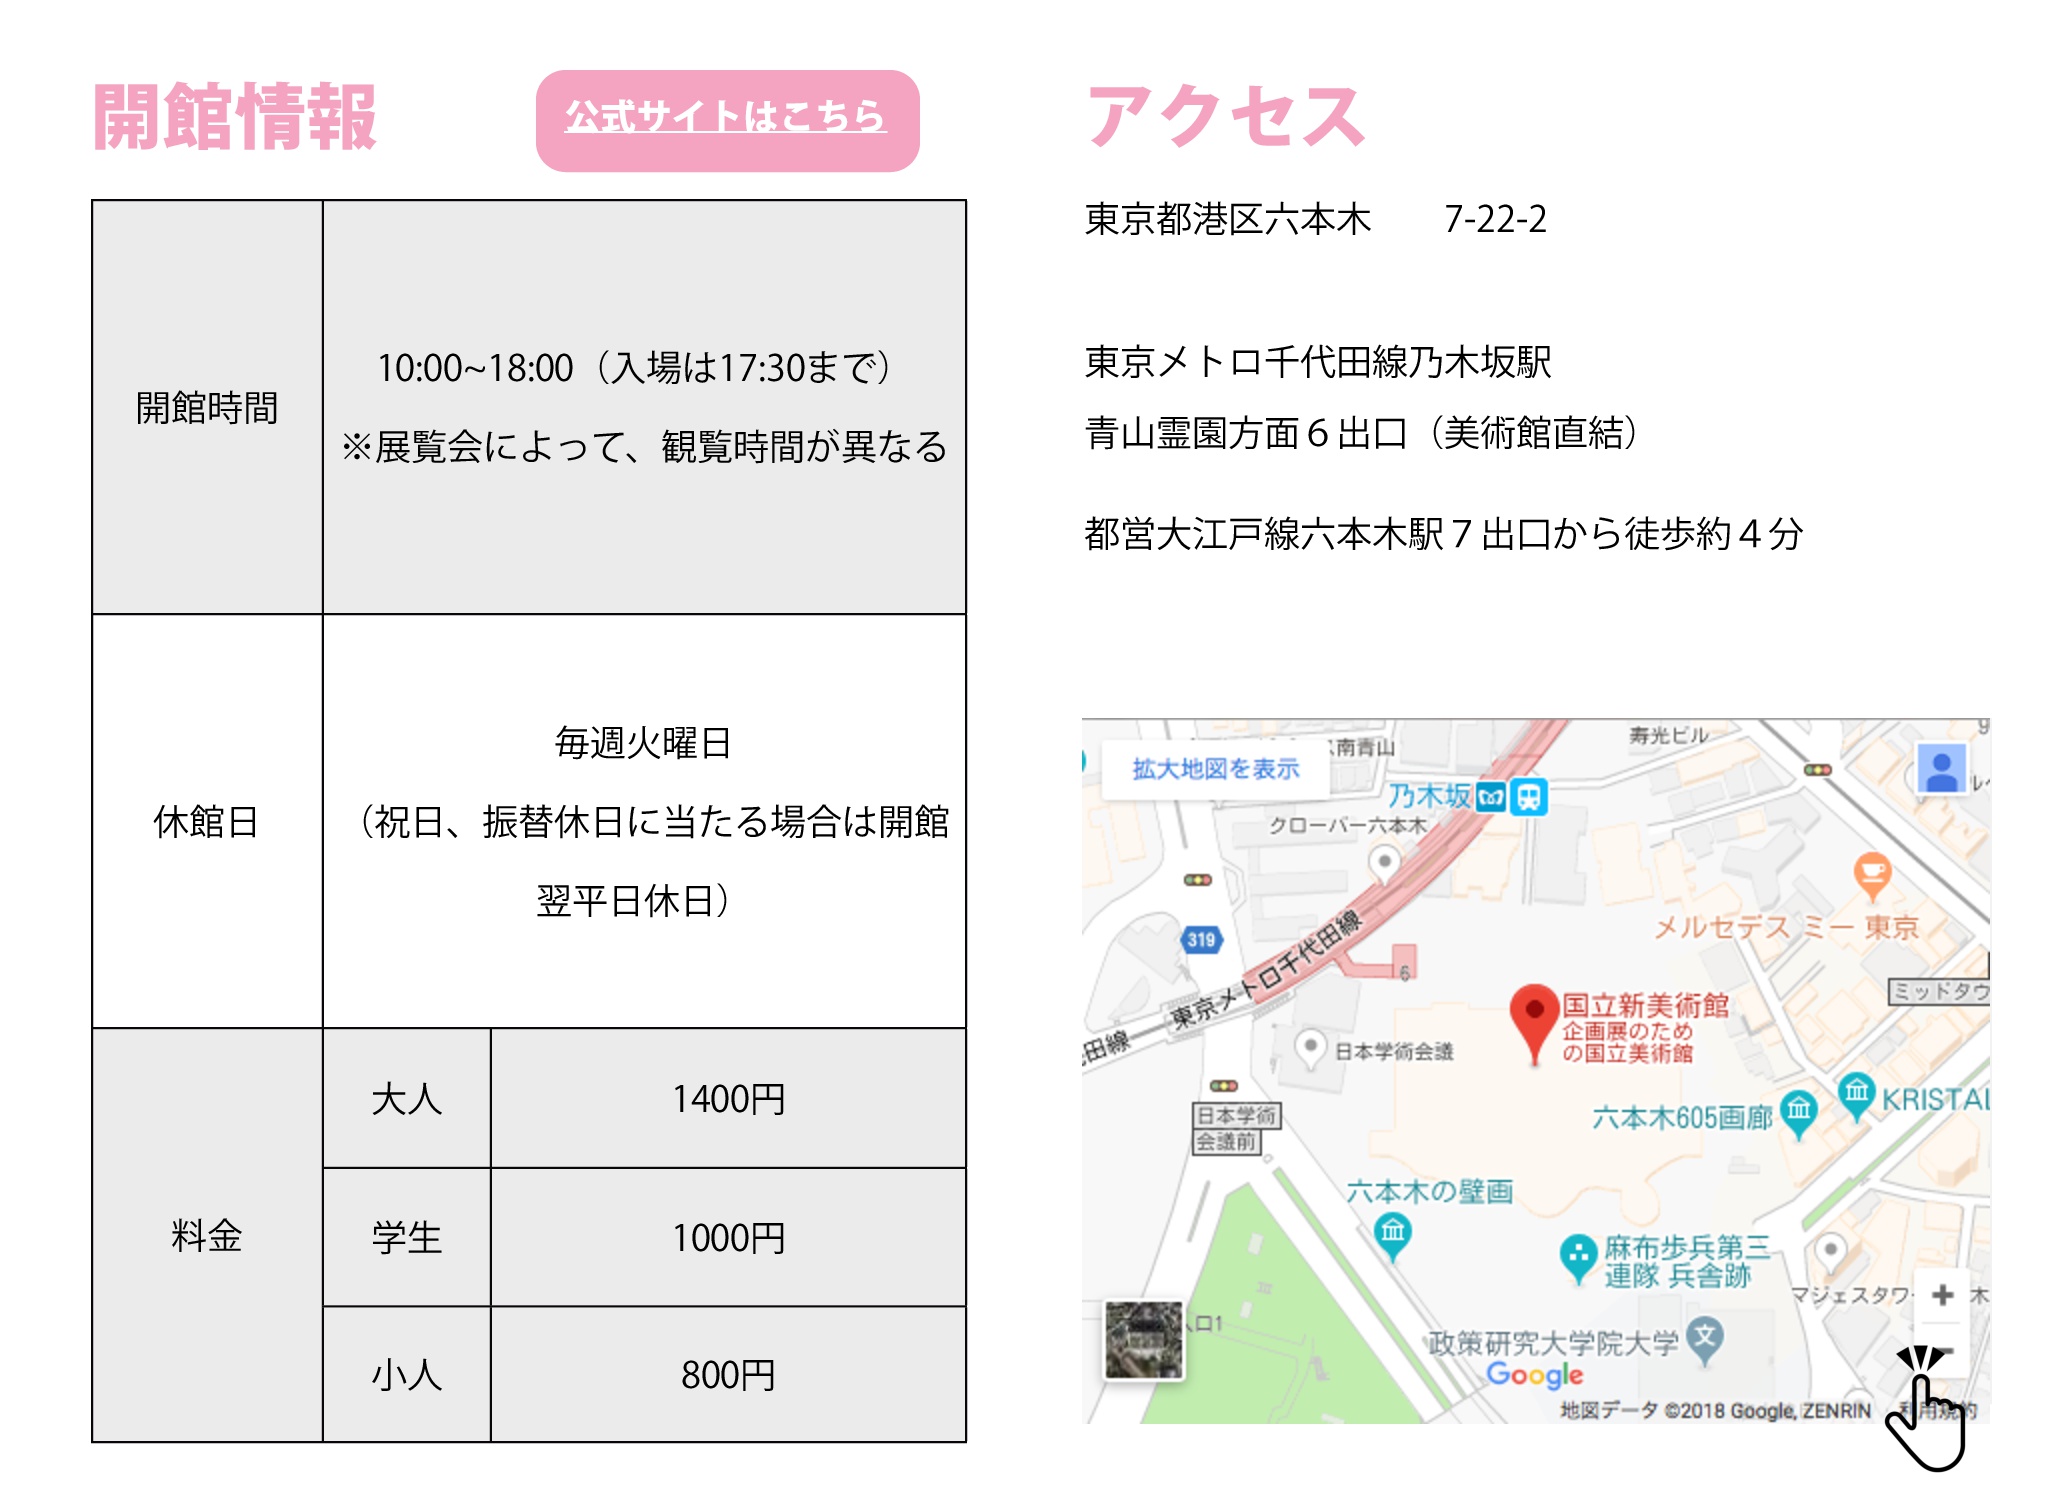 開館情報
公式サイトはこちら
開館時間
10:00~18:00（入場は17:30まで）
※展覧会によって、観覧時間が異なる
休館日
毎週火曜日
（祝日、振替休日に当たる場合は開館
翌平日休日）
料金
大人
1400円
学生
1000円
小人
800円
アクセス
東京都港区六本木　　7-22-2
東京メトロ千代田線乃木坂駅
青山霊園方面６出口（美術館直結）
都営大江戸線六本木駅７出口から徒歩約４分
拡大地図を表示
南青山
寿光ビル
乃木坂
クローバー六本木
メルセデス ミー 東京
319
東京メトロ千代田線
6
田線
ミッドタウ
国立新美術館
企画展のため
の国立美術館
日本学術会議
日本学術
会議前
六本木605画廊
KRISTAL
六本木の壁画
麻布歩兵第三
連隊 兵舎跡
マジェスタワー
木
口1
政策研究大学院大学
文
Google
地図データ ©2018 Google, ZENRIN
利用規約